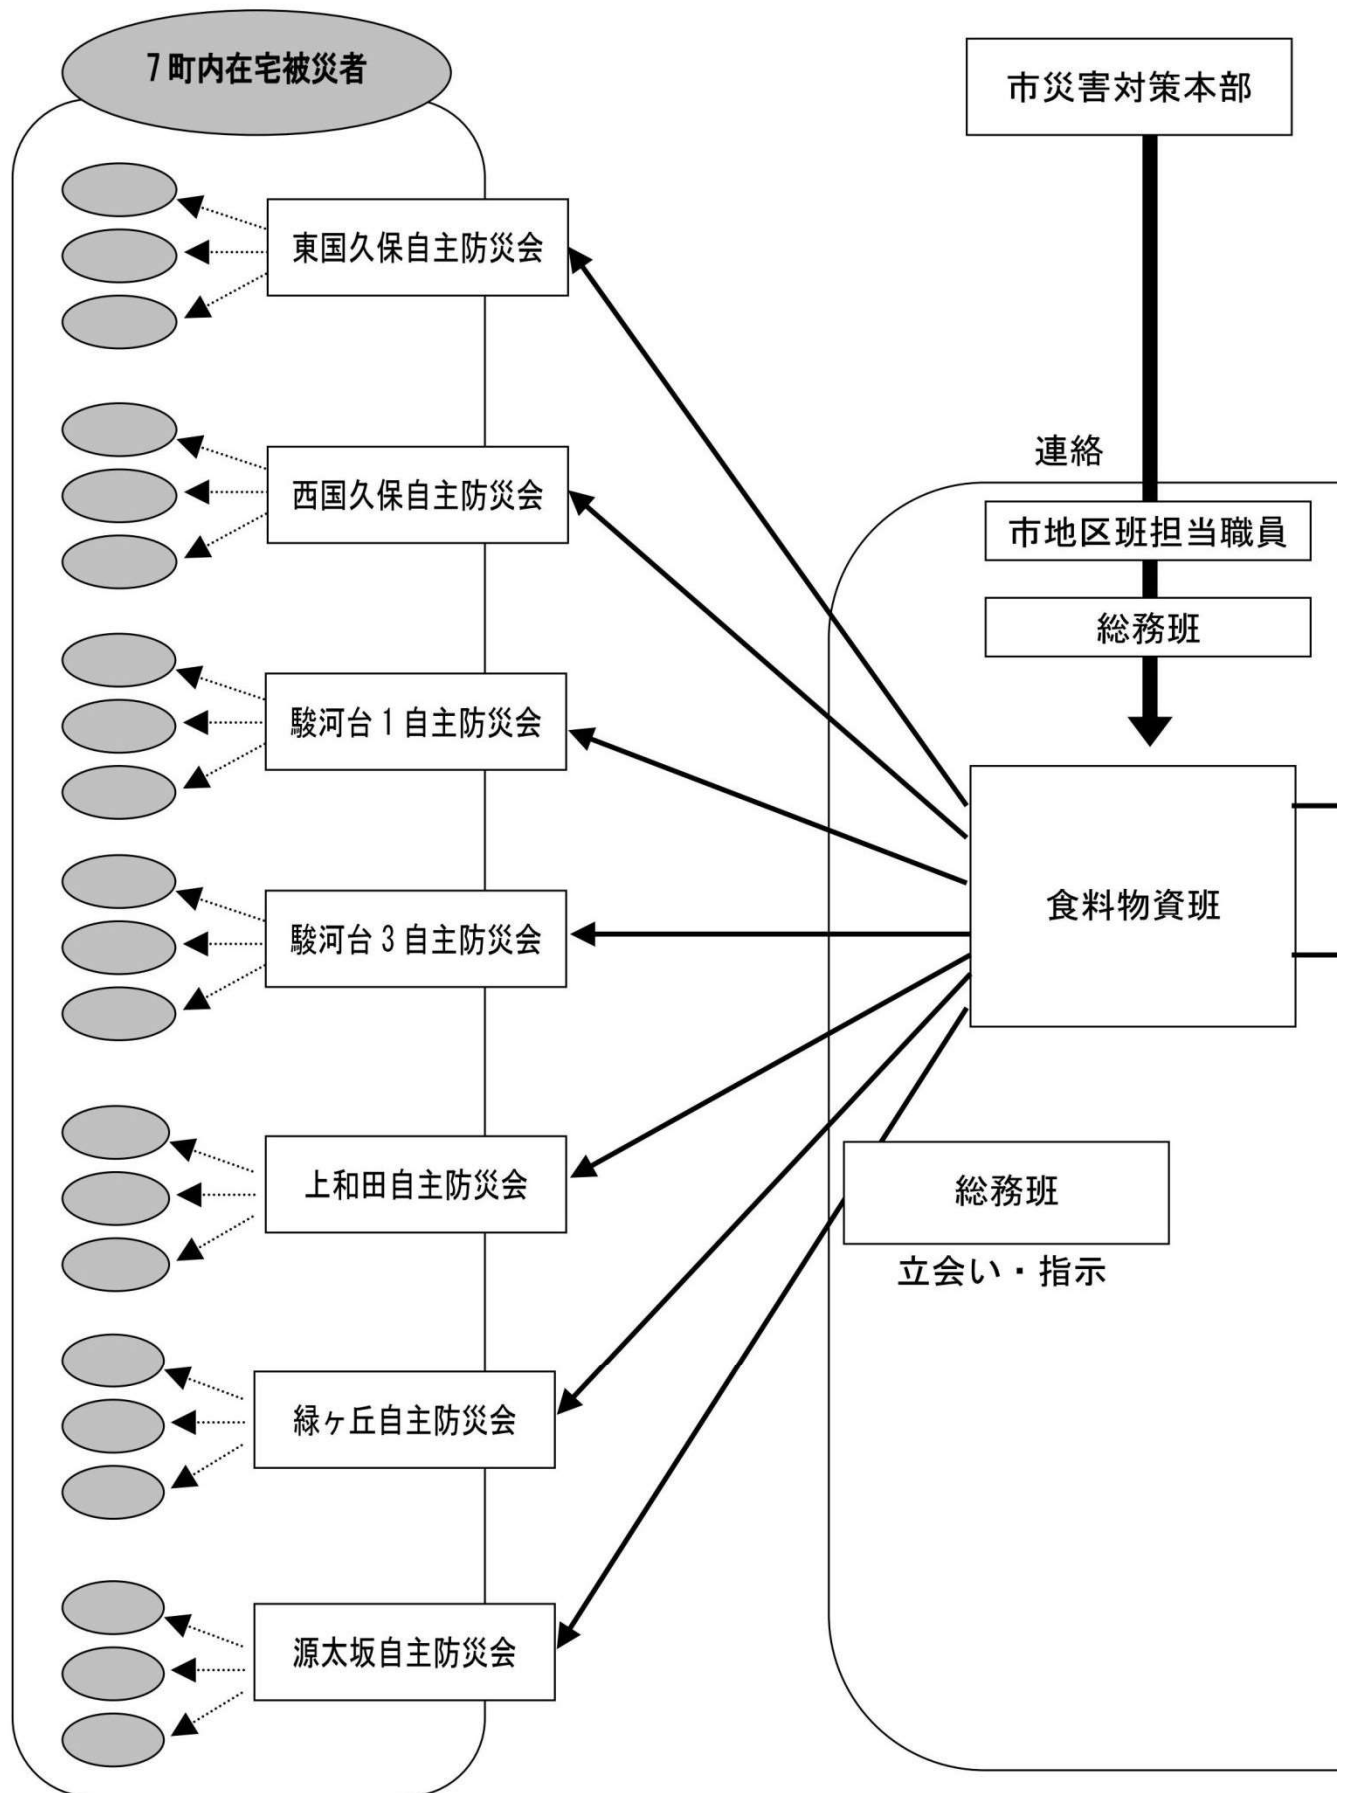 7町内在宅被災者
東国久保自主防災会
西国久保自主防災会
駿河台1自主防災会
駿河台3自主防災会
上和田自主防災会
緑ヶ丘自主防災会
源太坂自主防災会
市災害対策本部
連絡
市地区班担当職員
総務班
食料物資班
総務班
立会い・指示